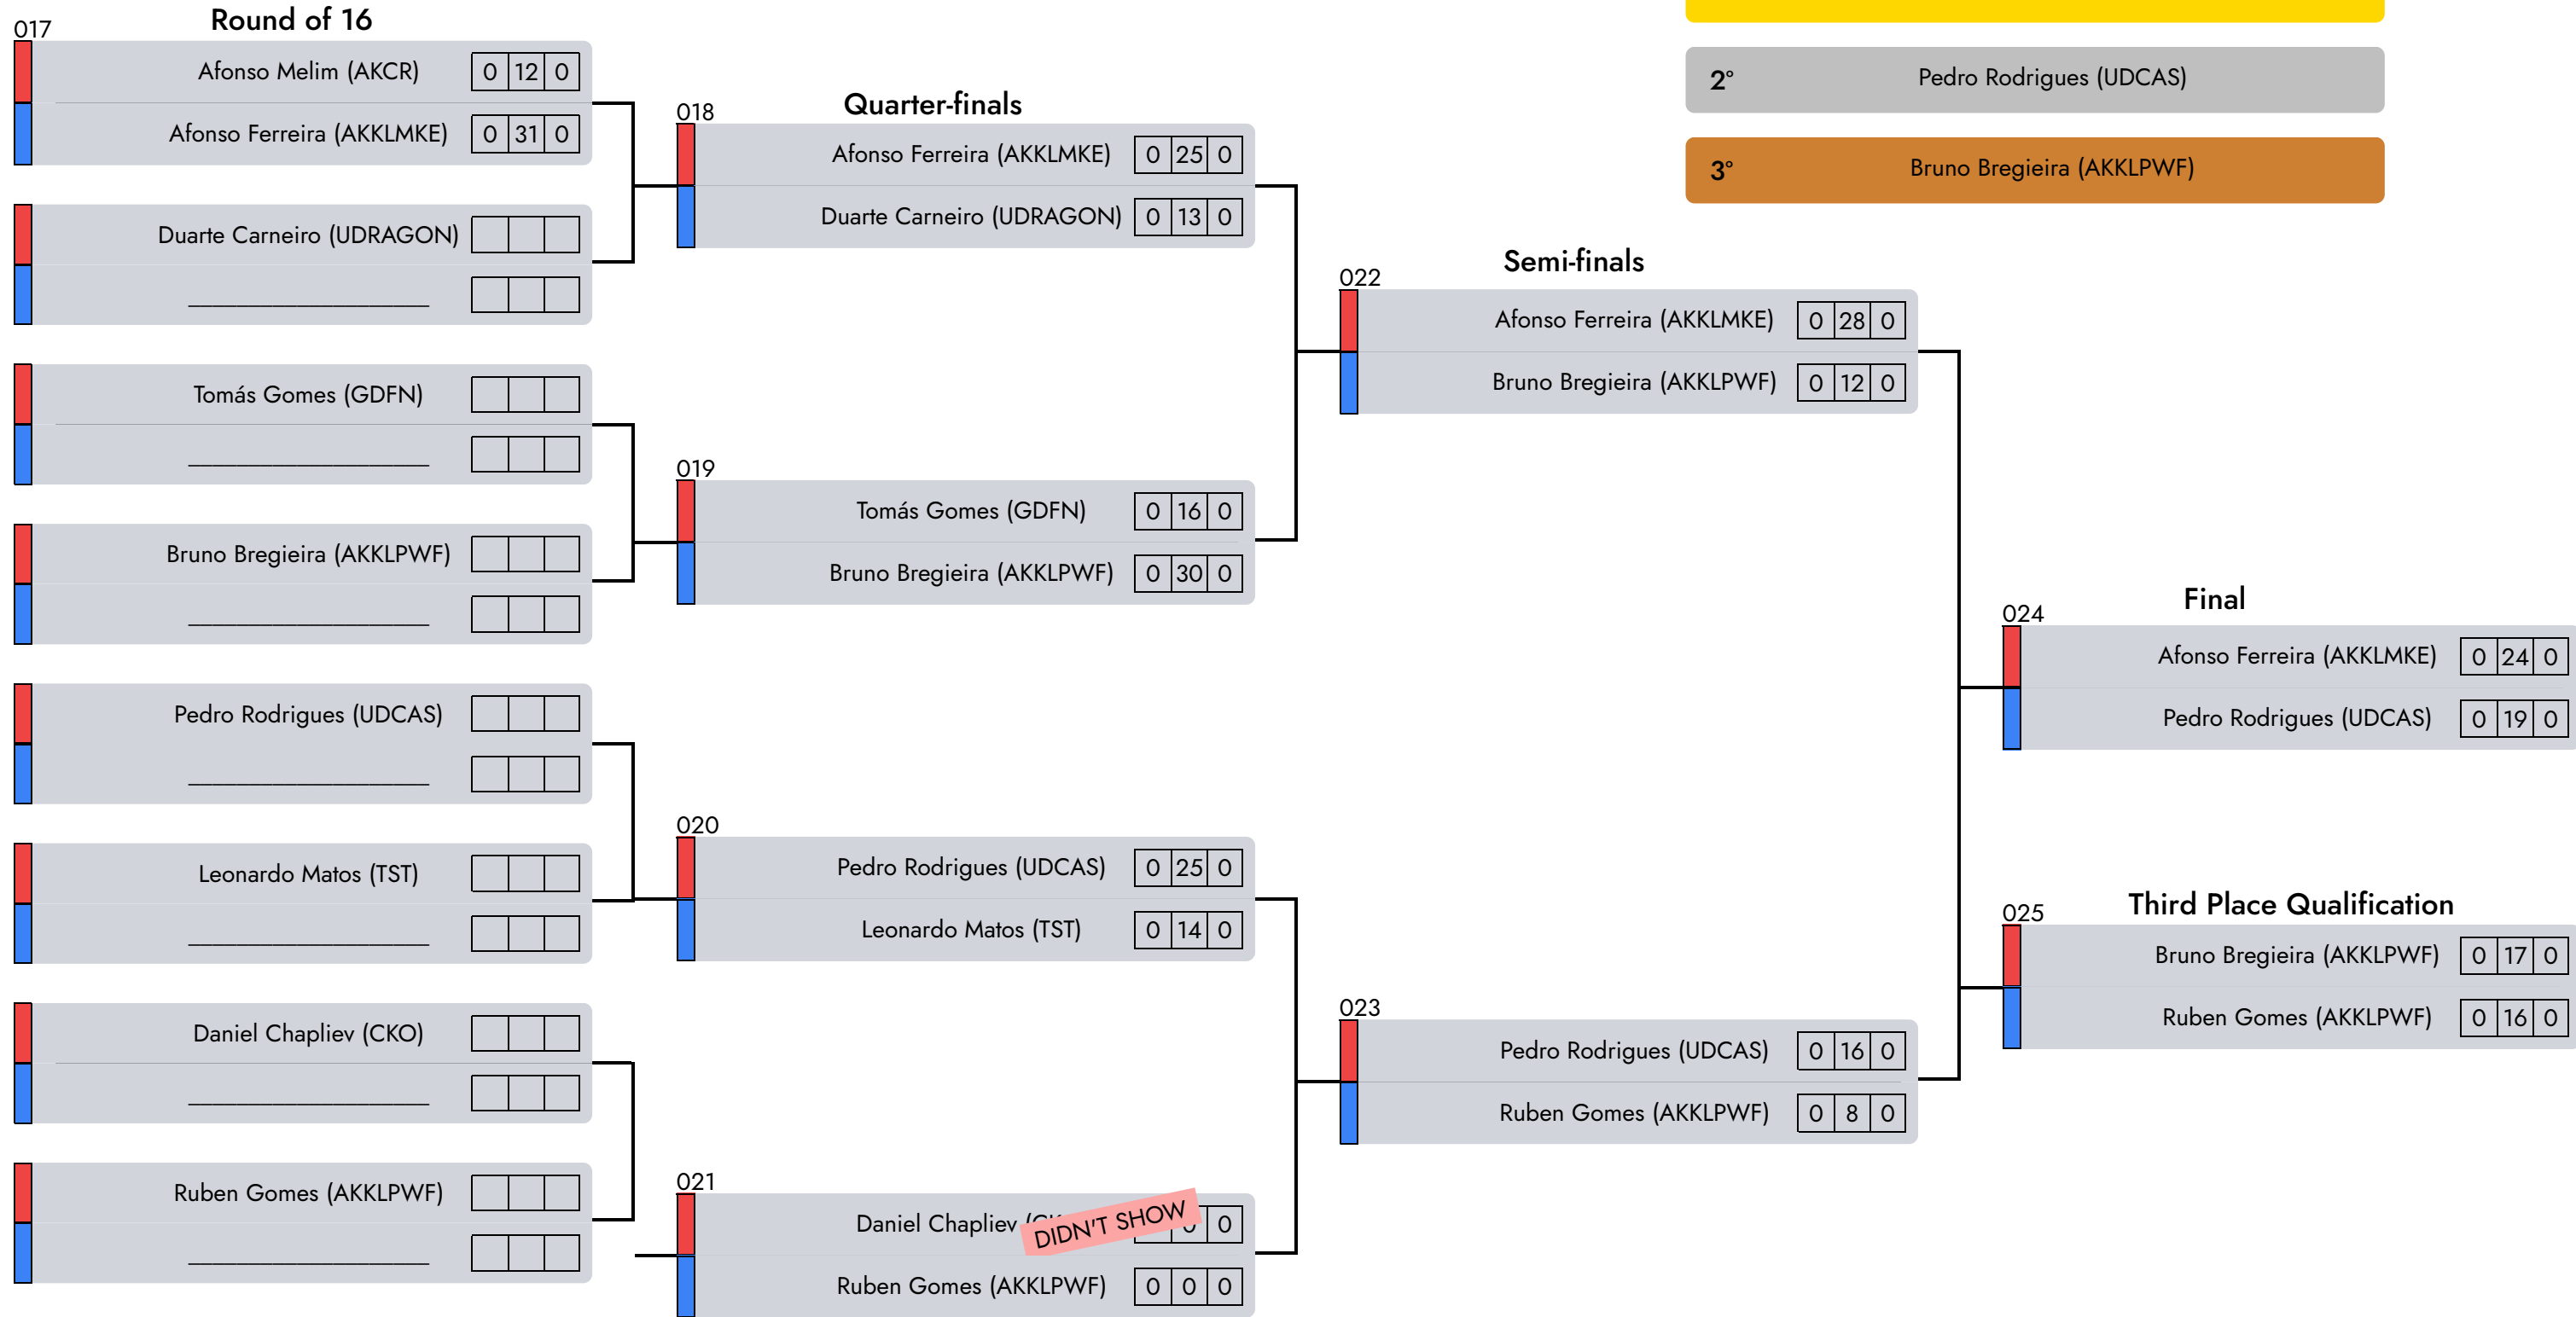 Round of 16
017
Afonso Melim (AKCR) 0 12 0
Afonso Ferreira (AKKLMKE) 0 31 0
Duarte Carneiro (UDRAGON)
____________________
Tomás Gomes (GDFN)
____________________
Bruno Bregieira (AKKLPWF)
____________________
Pedro Rodrigues (UDCAS)
____________________
Leonardo Matos (TST)
____________________
Daniel Chapliev (CKO)
____________________
Ruben Gomes (AKKLPWF)
____________________
Quarter-finals
018
Afonso Ferreira (AKKLMKE) 0 25 0
Duarte Carneiro (UDRAGON) 0 13 0
019
Tomás Gomes (GDFN) 0 16 0
Bruno Bregieira (AKKLPWF) 0 30 0
020
Pedro Rodrigues (UDCAS) 0 25 0
Leonardo Matos (TST) 0 14 0
021
Daniel Chapliev 0
DIDN'T SHOW
Ruben Gomes (AKKLPWF) 0 0 0
Semi-finals
022
Afonso Ferreira (AKKLMKE) 0 28 0
Bruno Bregieira (AKKLPWF) 0 12 0
023
Pedro Rodrigues (UDCAS) 0 16 0
Ruben Gomes (AKKLPWF) 0 8 0
2° Pedro Rodrigues (UDCAS)
3° Bruno Bregieira (AKKLPWF)
Final
024
Afonso Ferreira (AKKLMKE) 0 24 0
Pedro Rodrigues (UDCAS) 0 19 0
Third Place Qualification
025
Bruno Bregieira (AKKLPWF) 0 17 0
Ruben Gomes (AKKLPWF) 0 16 0